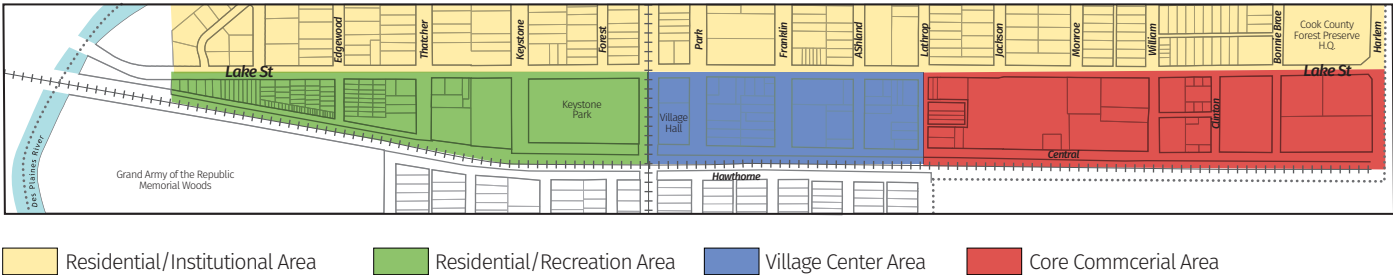 Edgewood
Thatcher
Keystone
Forest
Park
Franklin
AShland
Lathrop
Jackson
Monroe
William
Bonnie Brae
Cook County
Forest Preserve
H.Q.
Harlem
Lake St
Lake St
Keystone
Park
Village
Hall
Clinton
Central
Des Plaines River
Grand Army of the Republic
Memorial Woods
Hawthorne
Residential/Institutional Area
Residential/Recreation Area
Village Center Area
Core Commcerial Area